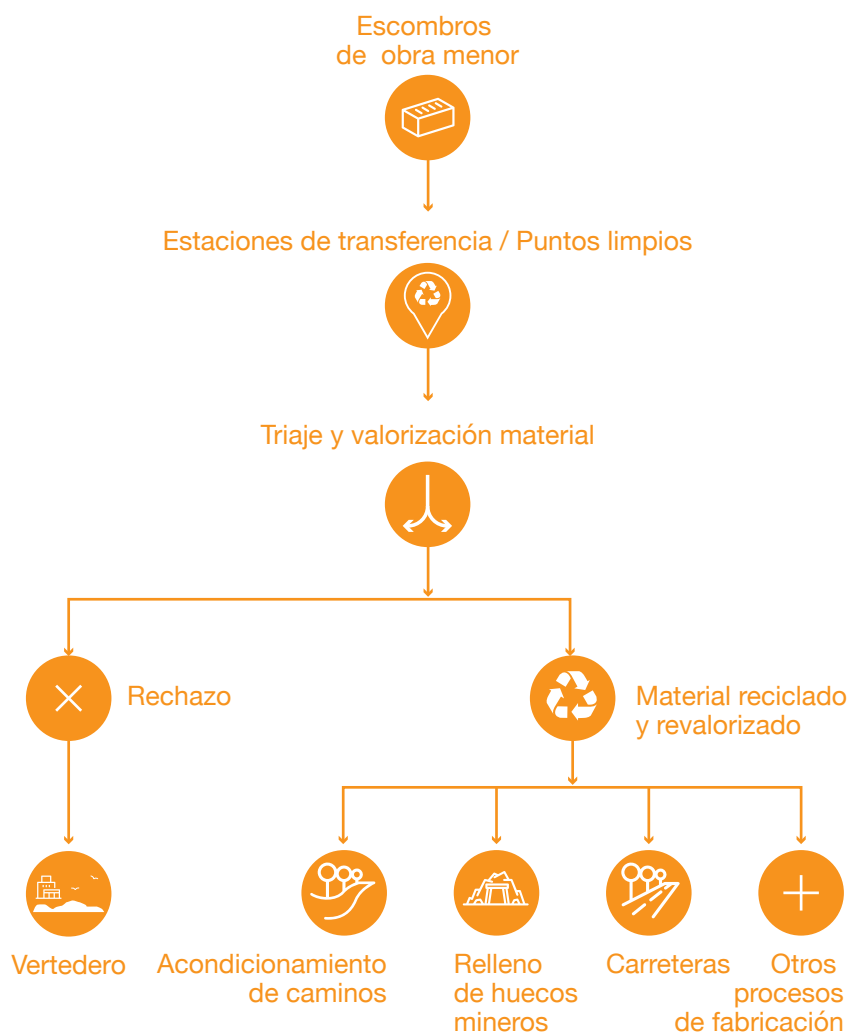 Escombros
de obra menor
Estaciones de transferencia / Puntos limpios
Triaje y valorización material
Rechazo
Material reciclado
y revalorizado
Vertedero
Acondicionamiento
de caminos
Relleno
de huecos
mineros
Carreteras
Otros
procesos
de fabricación